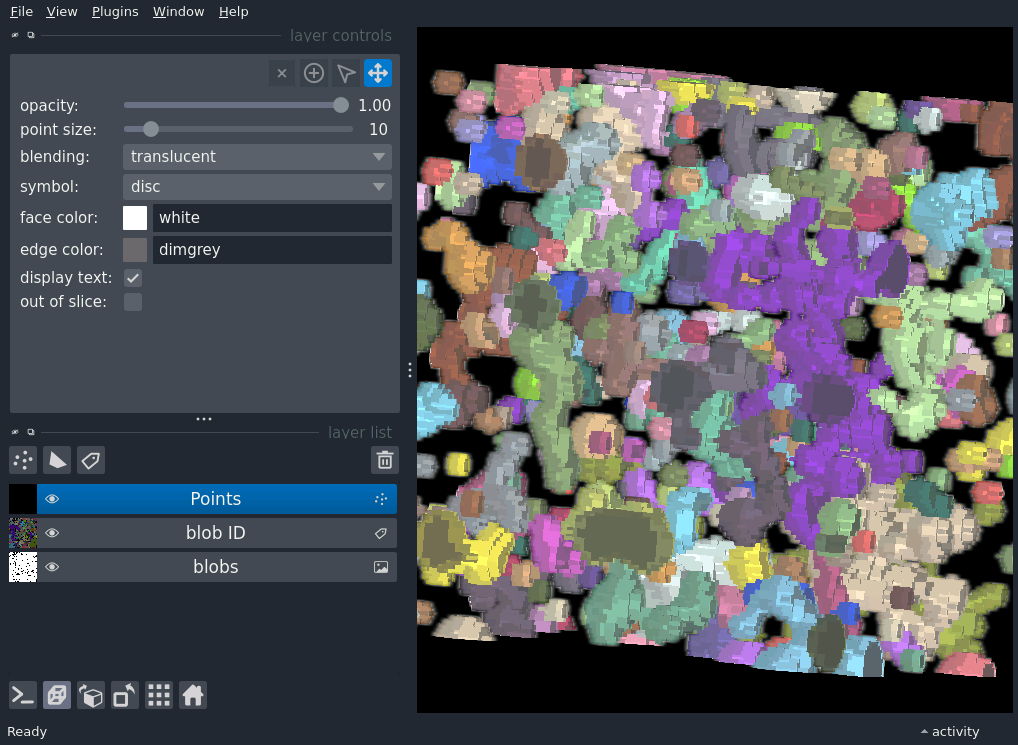 File View Plugins Window Help
layer controls
opacity: 1.00
point size: 10
blending: translucent
symbol: disc
face color: white
edge color: dimgrey
display text:
out of slice:
layer list
Points
blob ID
blobs
Ready activity